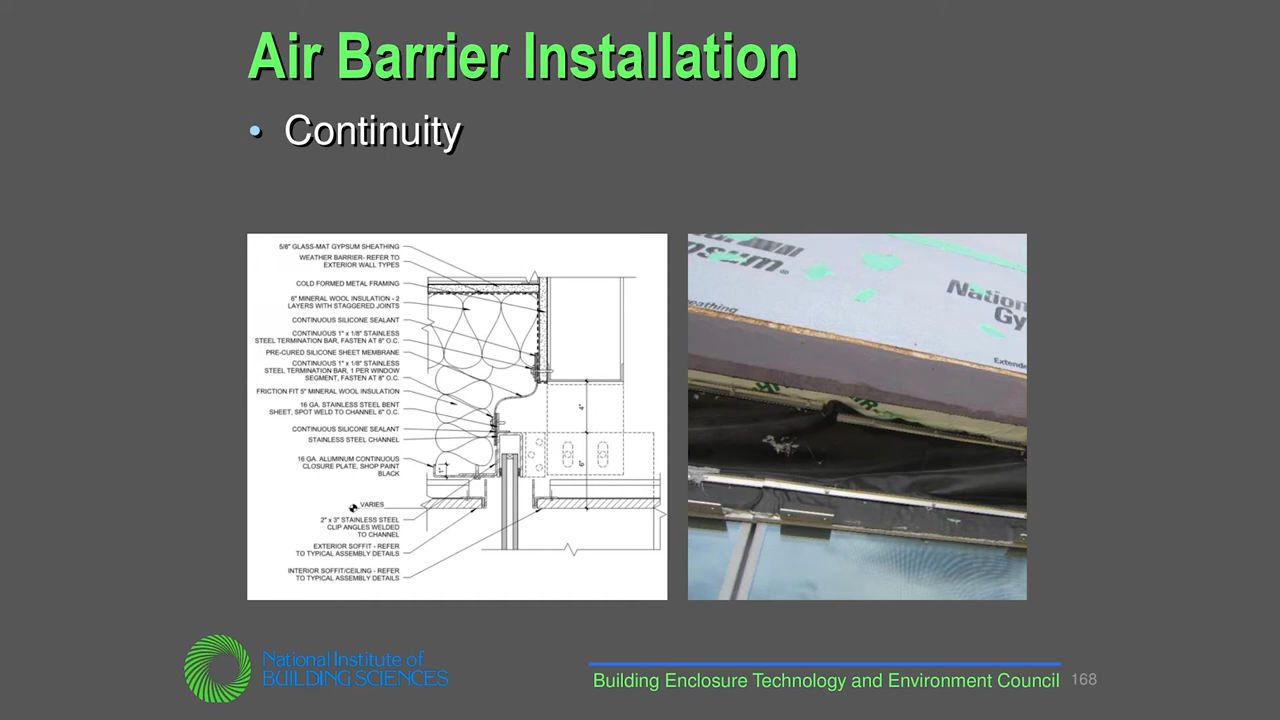 Air Barrier Installation
• Continuity
5/8" GLASS-MAT GYPSUM SHEATHING
WEATHER BARRIER- REFER TO
EXTERIOR WALL TYPES
COLD FORMED METAL FRAMING
6" MINERAL WOOL INSULATION - 2
LAYERS WITH STAGGERED JOINTS
CONTINUOUS SILICONE SEALANT
CONTINUOUS 1" x 1/8" STAINLESS
STEEL TERMINATION BAR, FASTEN AT 8" O.C.
PRE-CURED SILICONE SHEET MEMBRANE
CONTINUOUS 1" x 1/8" STAINLESS
STEEL TERMINATION BAR, 1 PER WINDOW
SEGMENT, FASTEN AT 8" O.C.
FRICTION FIT 5" MINERAL WOOL INSULATION
16 GA. STAINLESS STEEL BENT
SHEET, SPOT WELD TO CHANNEL 6" O.C.
CONTINUOUS SILICONE SEALANT
STAINLESS STEEL CHANNEL
16 GA. ALUMINUM CONTINUOUS
CLOSURE PLATE, SHOP PAINT
BLACK
VARIES
2" x 3" STAINLESS STEEL
CLIP ANGLES WELDED
TO CHANNEL
EXTERIOR SOFFIT - REFER
TO TYPICAL ASSEMBLY DETAILS
INTERIOR SOFFIT/CEILING - REFER
TO TYPICAL ASSEMBLY DETAILS
4"
6"
1"
Nation
Gy
Extende
National Institute of
BUILDING SCIENCES
Building Enclosure Technology and Environment Council
168